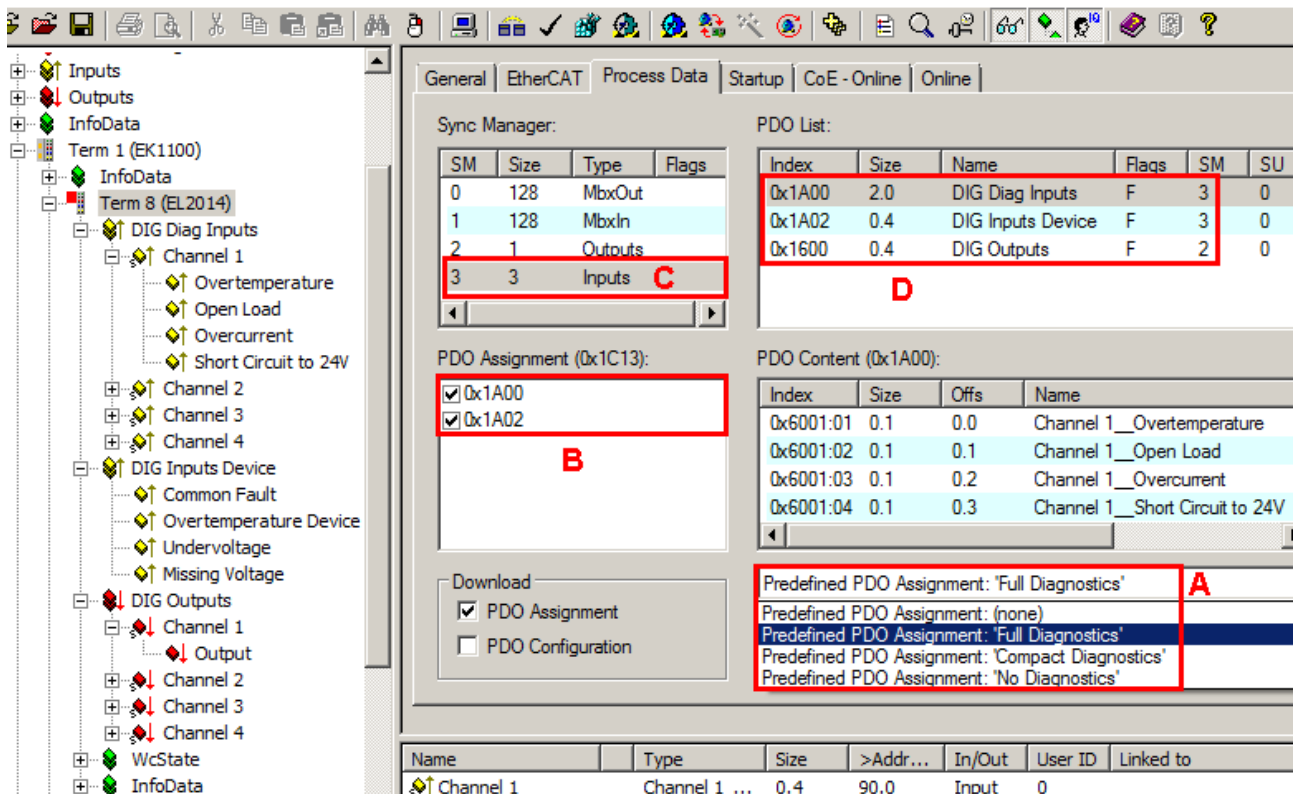 Inputs
Outputs
InfoData
Term 1 (EK1100)
InfoData
Term 8 (EL2014)
DIG Diag Inputs
Channel 1
Overtemperature
Open Load
Overcurrent
Short Circuit to 24V
Channel 2
Channel 3
Channel 4
DIG Inputs Device
Common Fault
Overtemperature Device
Undervoltage
Missing Voltage
DIG Outputs
Channel 1
Output
Channel 2
Channel 3
Channel 4
WcState
InfoData
General EtherCAT Process Data Startup CoE - Online Online
Sync Manager:
SM Size Type Flags
0 128 MbxOut
1 128 MbxIn
2 1 Outputs
3 3 Inputs C
PDO List:
Index Size Name Flags SM SU
0x1A00 2.0 DIG Diag Inputs F 3 0
0x1A02 0.4 DIG Inputs Device F 3 0
0x1600 0.4 DIG Outputs F 2 0
D
PDO Assignment (0x1C13):
0x1A00
0x1A02
B
PDO Content (0x1A00):
Index Size Offs Name
0x6001:01 0.1 0.0 Channel 1__Overtemperature
0x6001:02 0.1 0.1 Channel 1__Open Load
0x6001:03 0.1 0.2 Channel 1__Overcurrent
0x6001:04 0.1 0.3 Channel 1__Short Circuit to 24V
Download
PDO Assignment
PDO Configuration
Predefined PDO Assignment: 'Full Diagnostics' A
Predefined PDO Assignment: (none)
Predefined PDO Assignment: 'Full Diagnostics'
Predefined PDO Assignment: 'Compact Diagnostics'
Predefined PDO Assignment: 'No Diagnostics'
Name Type Size >Addr... In/Out User ID Linked to
Channel 1 Channel 1 ... 0.4 90.0 Input 0